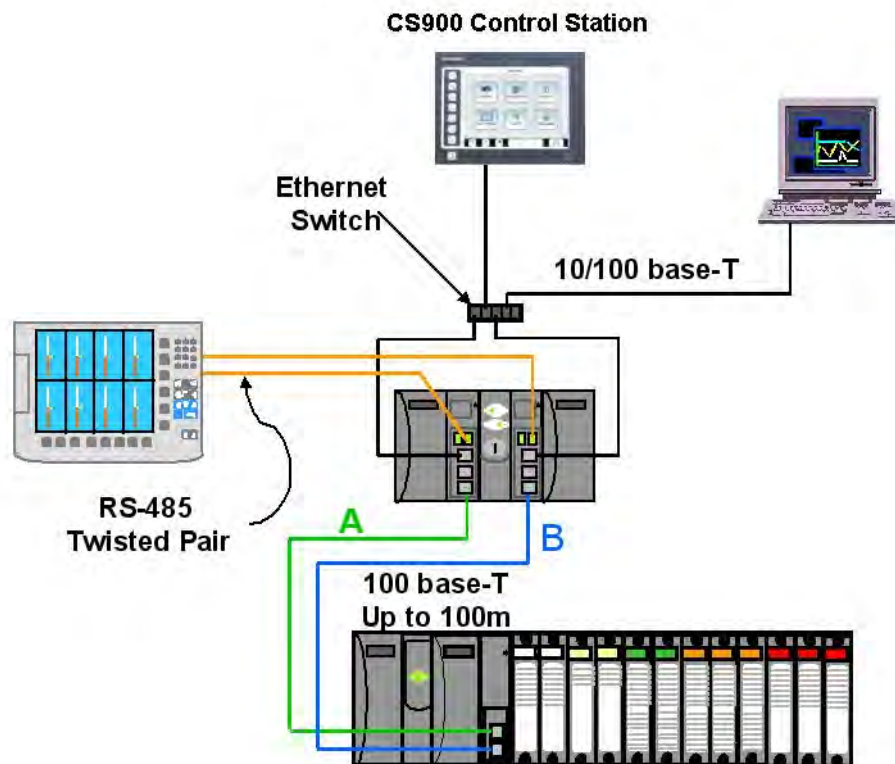 CS900 Control Station
Ethernet
Switch
10/100 base-T
RS-485
Twisted Pair
A
B
100 base-T
Up to 100m